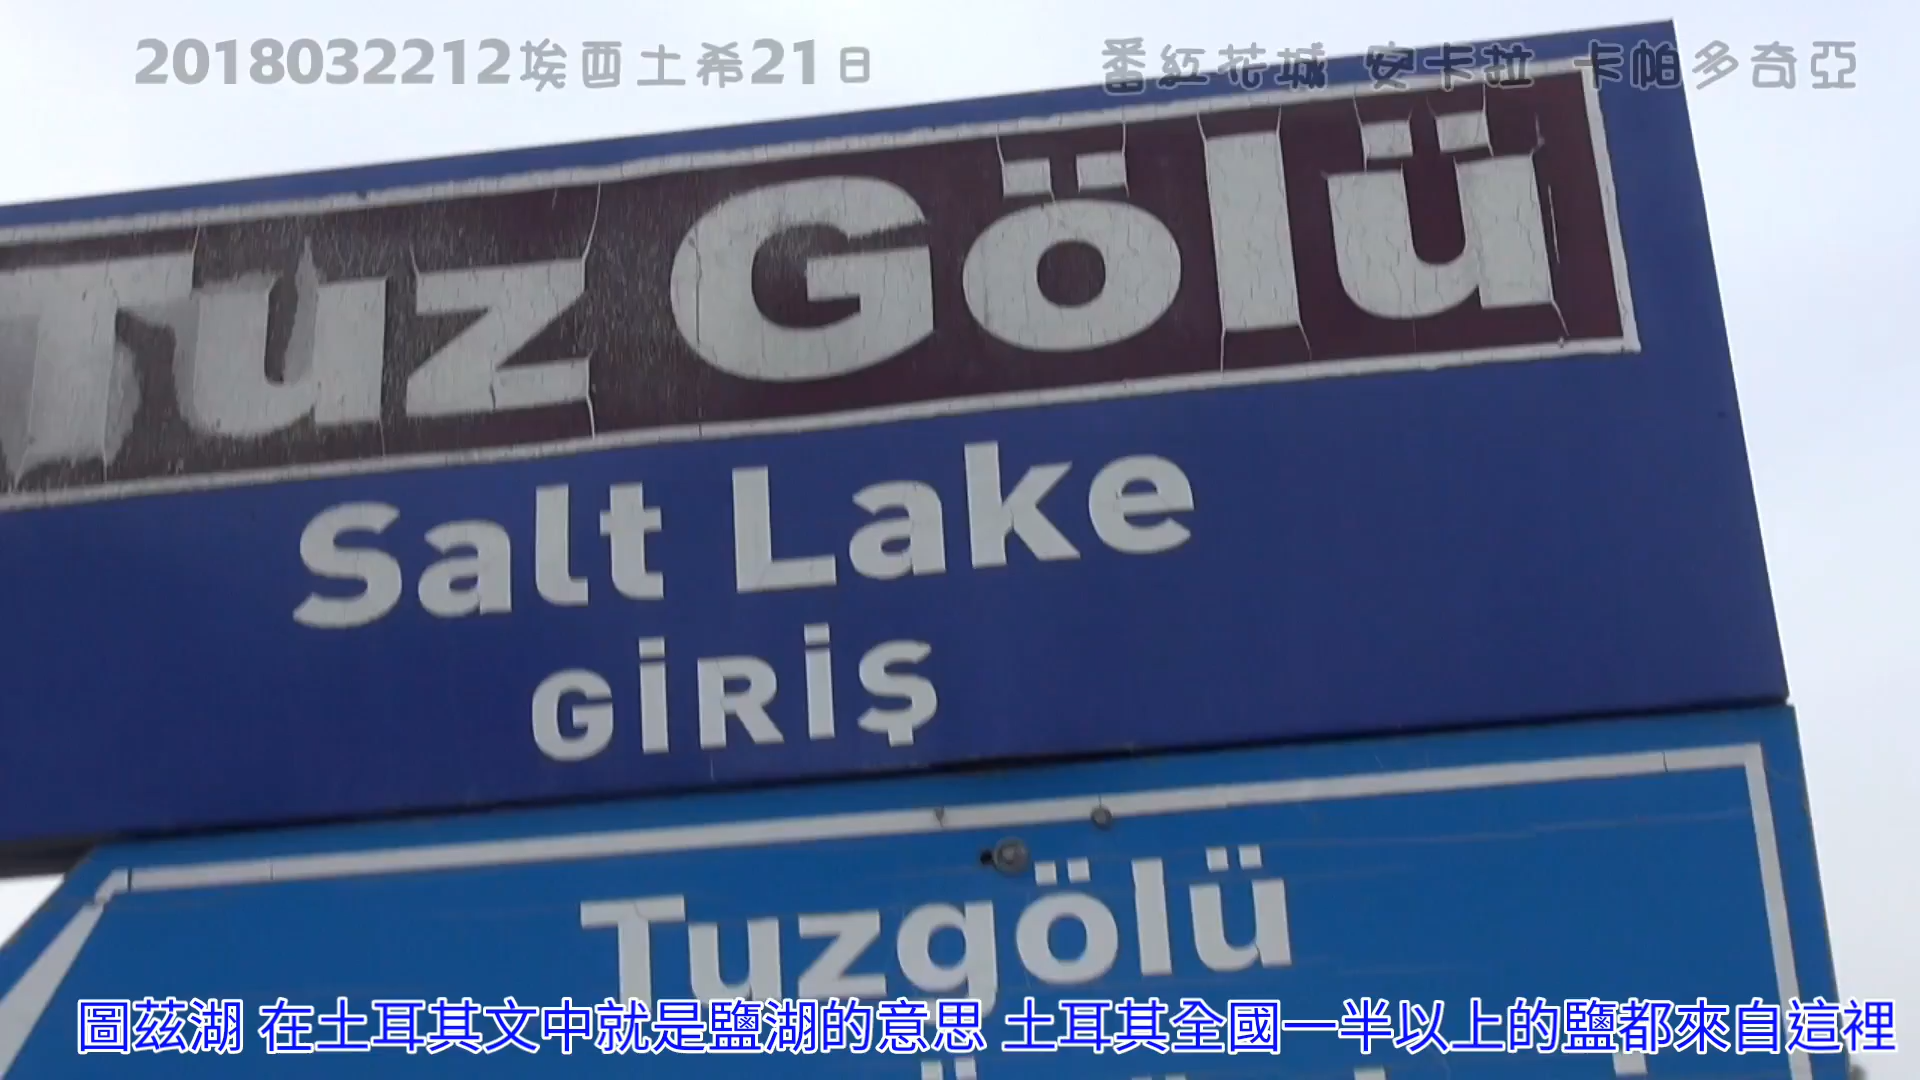 2018032212埃西土希21日 番紅花城 安卡拉 卡帕多奇亞
Tuz Gölü
Salt Lake
GİRİŞ
Tuzgölü
圖茲湖 在土耳其文中就是鹽湖的意思 土耳其全國一半以上的鹽都來自這裡